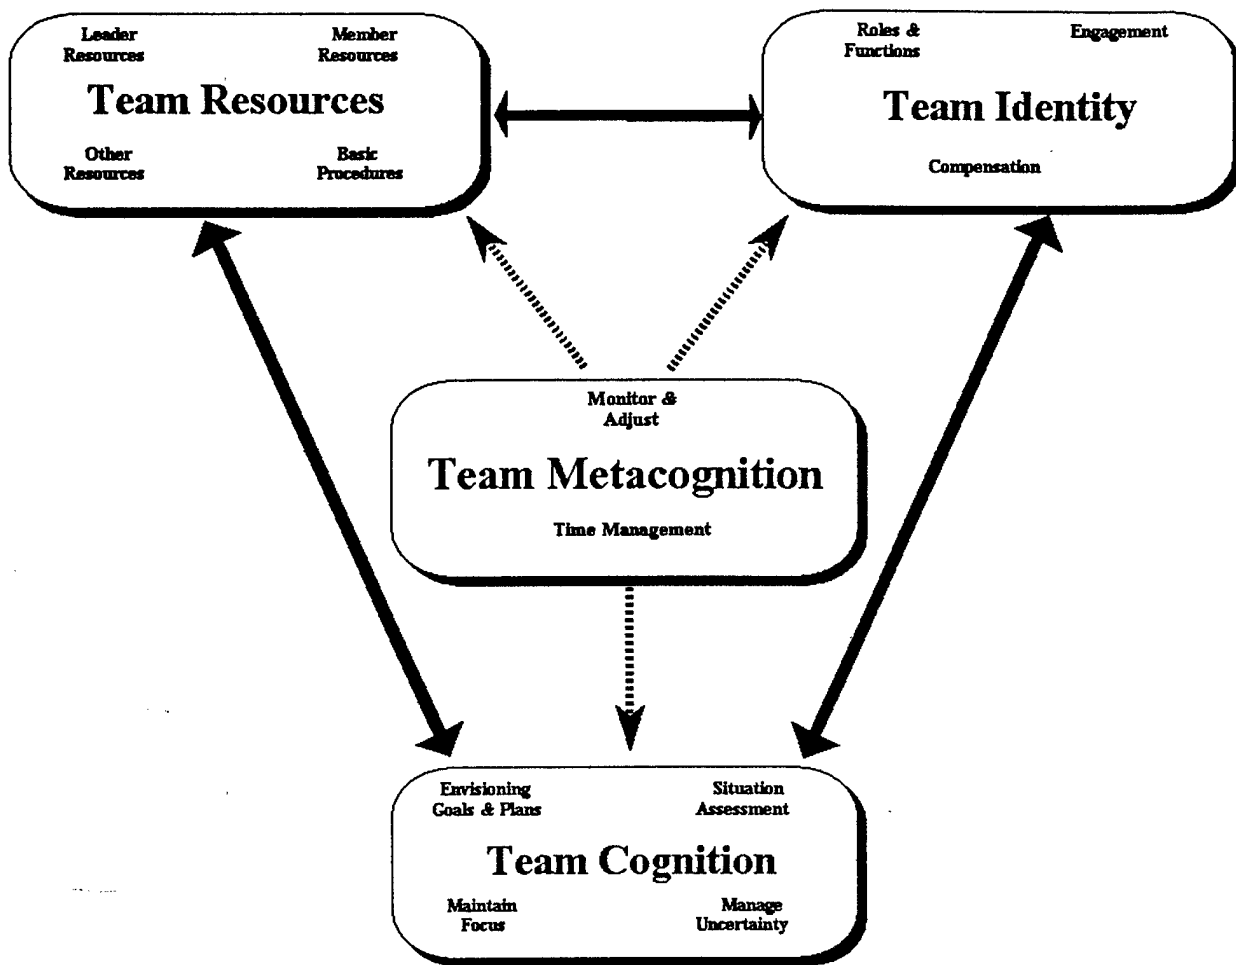 Leader
Resources
Member
Resources
Team Resources
Other
Resources
Basic
Procedures
Roles &
Functions
Engagement
Team Identity
Compensation
Monitor &
Adjust
Team Metacognition
Time Management
Envisioning
Goals & Plans
Situation
Assessment
Team Cognition
Maintain
Focus
Manage
Uncertainty